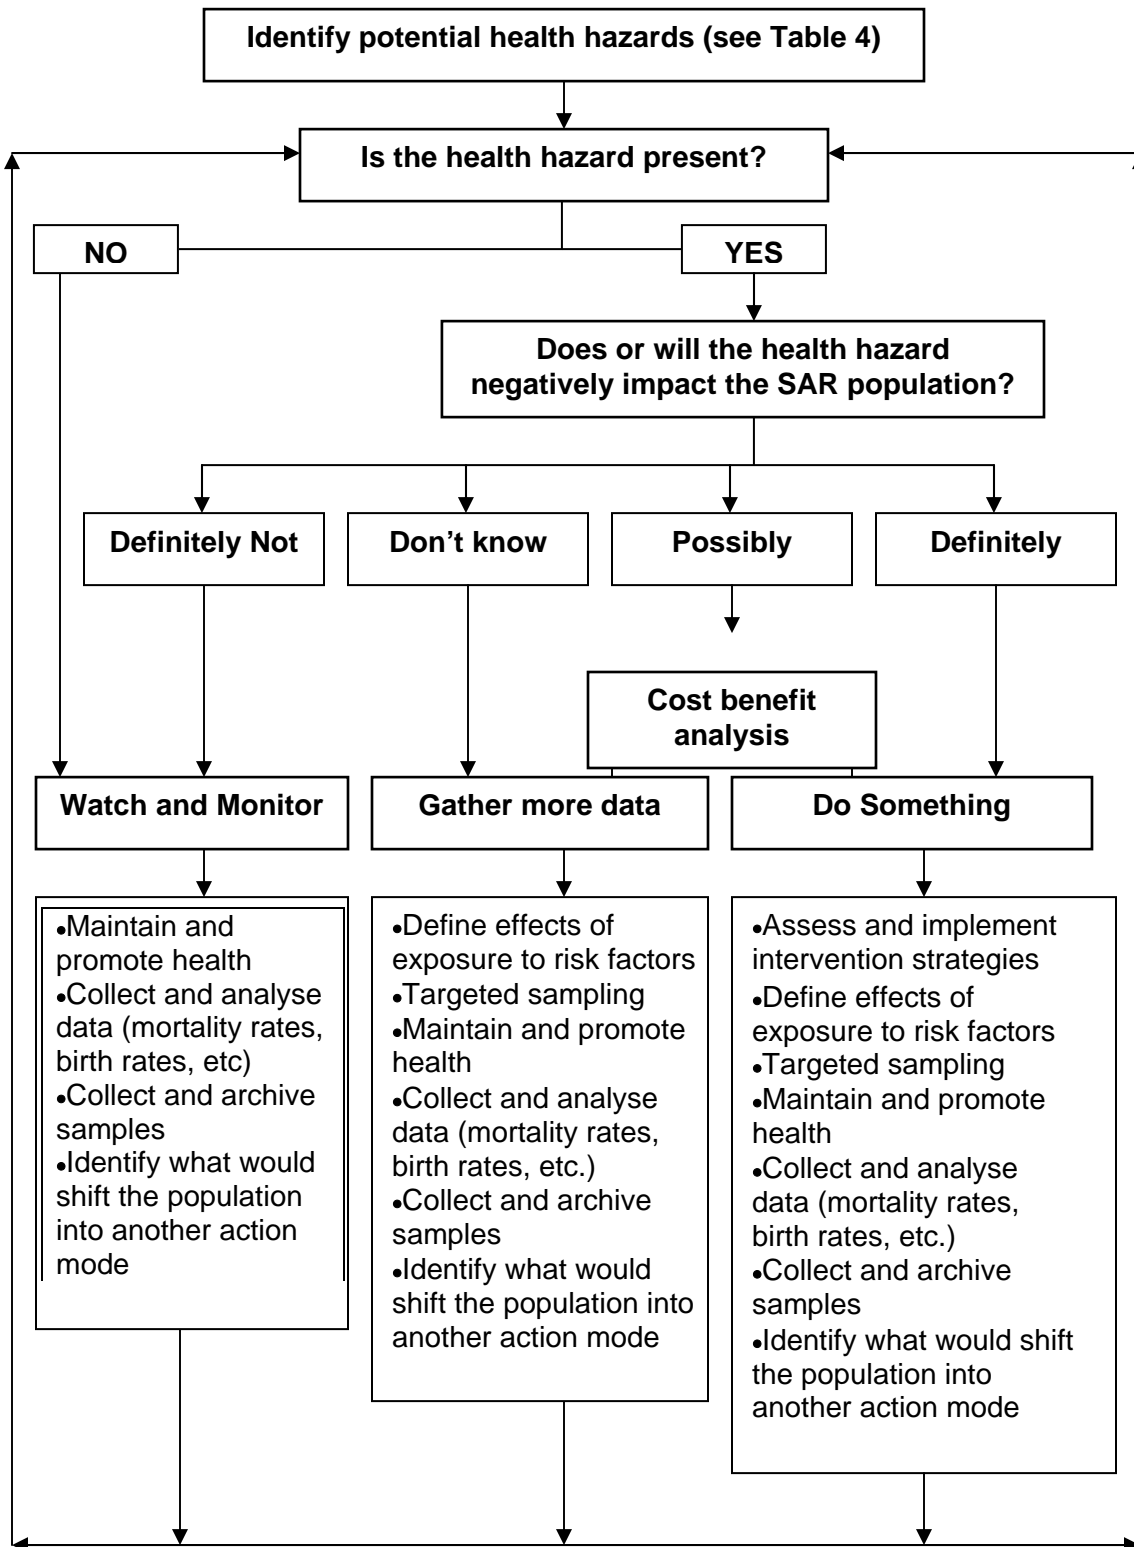 Identify potential health hazards (see Table 4)
Is the health hazard present?
NO
YES
Does or will the health hazard
negatively impact the SAR population?
Definitely Not
Don’t know
Possibly
Definitely
Cost benefit
analysis
Watch and Monitor
Gather more data
Do Something
•Maintain and
promote health
•Collect and analyse
data (mortality rates,
birth rates, etc)
•Collect and archive
samples
•Identify what would
shift the population
into another action
mode
•Define effects of
exposure to risk factors
•Targeted sampling
•Maintain and promote
health
•Collect and analyse
data (mortality rates,
birth rates, etc.)
•Collect and archive
samples
•Identify what would
shift the population into
another action mode
•Assess and implement
intervention strategies
•Define effects of
exposure to risk factors
•Targeted sampling
•Maintain and promote
health
•Collect and analyse
data (mortality rates,
birth rates, etc.)
•Collect and archive
samples
•Identify what would shift
the population into
another action mode